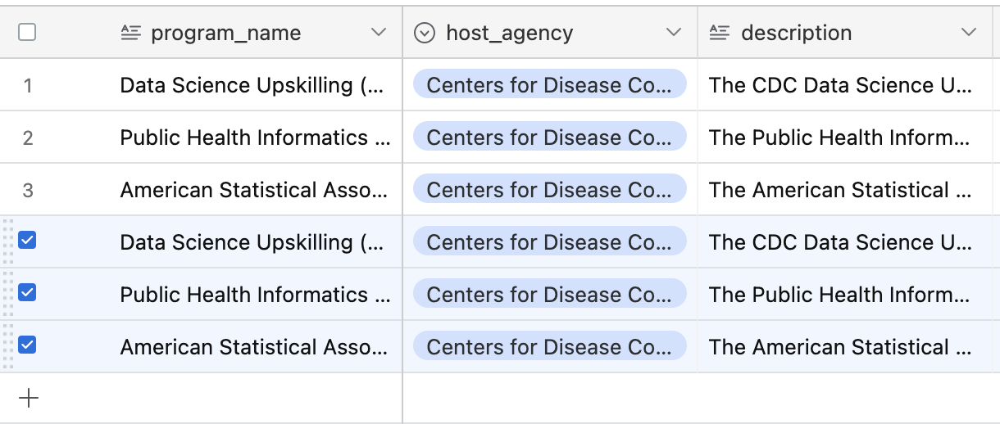 program_name host_agency description
1 Data Science Upskilling (... Centers for Disease Co... The CDC Data Science U...
2 Public Health Informatics ... Centers for Disease Co... The Public Health Inform...
3 American Statistical Asso... Centers for Disease Co... The American Statistical ...
Data Science Upskilling (... Centers for Disease Co... The CDC Data Science U...
Public Health Informatics ... Centers for Disease Co... The Public Health Inform...
American Statistical Asso... Centers for Disease Co... The American Statistical ...